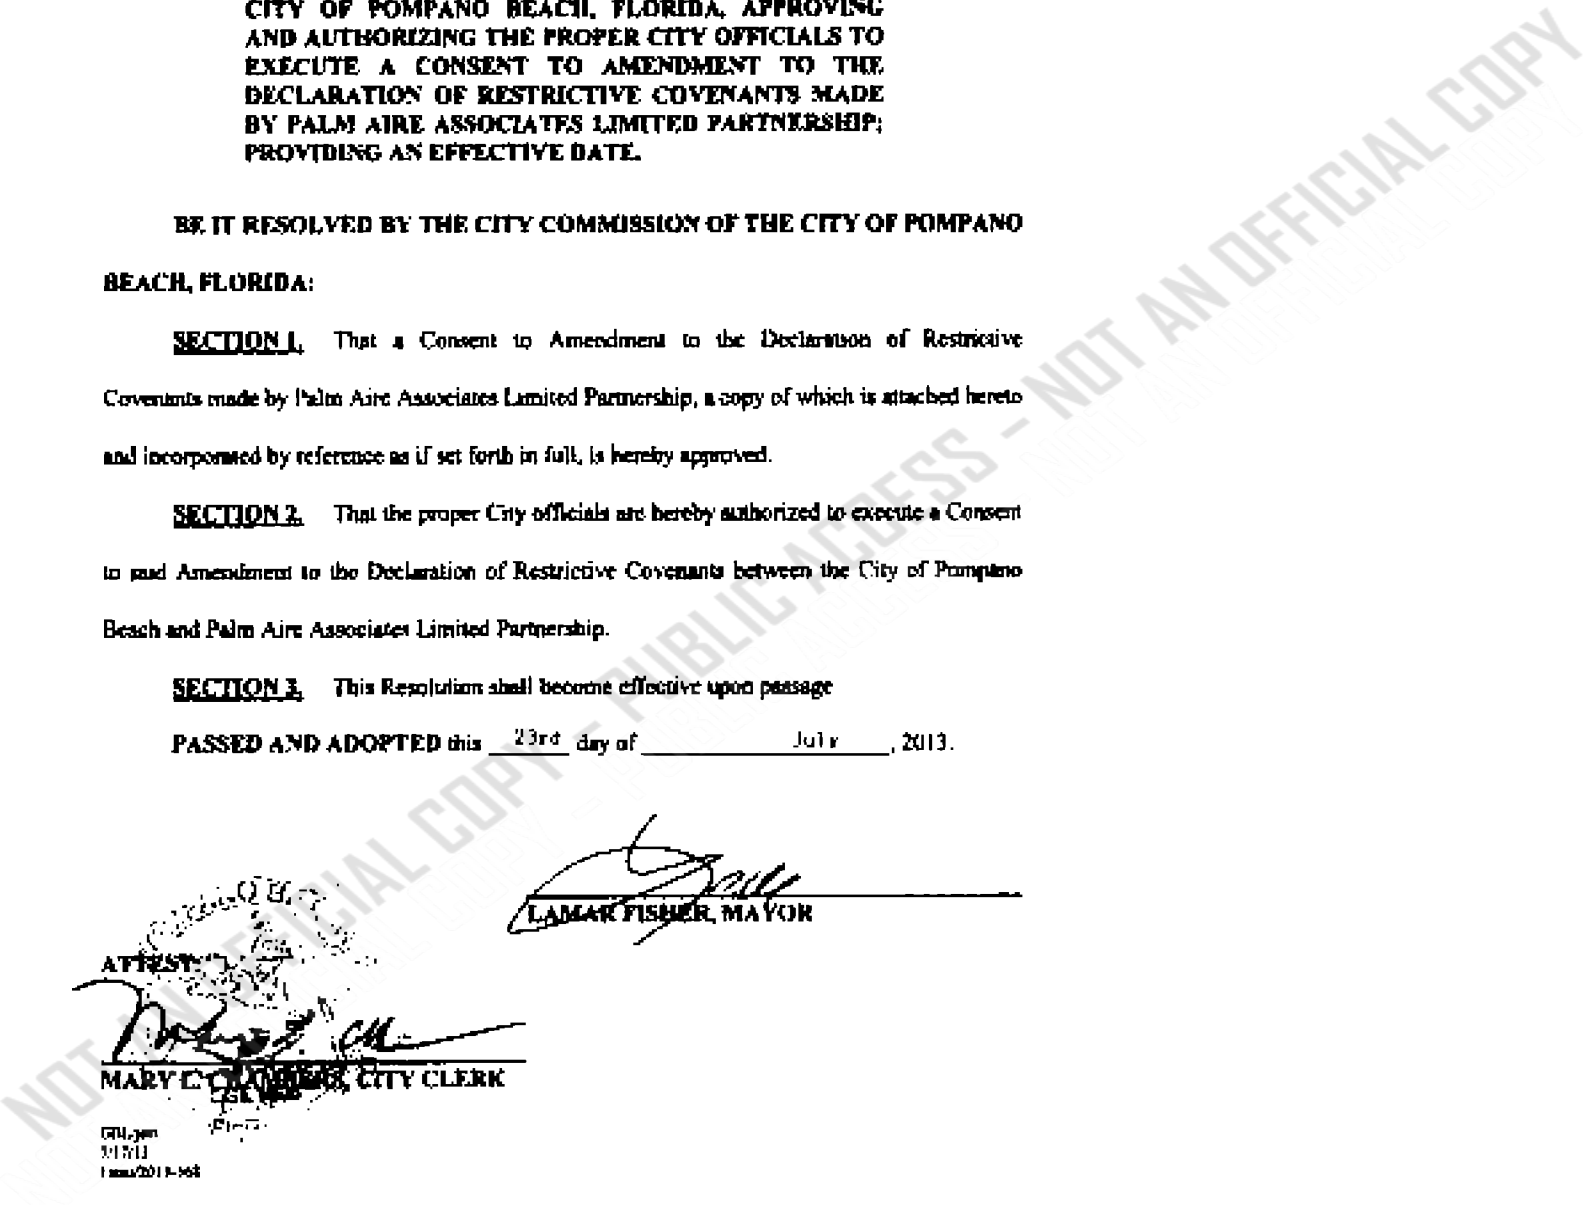 CITY OF POMPANO BEACH, FLORIDA, APPROVING
AND AUTHORIZING THE PROPER CITY OFFICIALS TO
EXECUTE A CONSENT TO AMENDMENT TO THE
DECLARATION OF RESTRICTIVE COVENANTS MADE
BY PALM AIRE ASSOCIATES LIMITED PARTNERSHIP;
PROVIDING AN EFFECTIVE DATE.
BE IT RESOLVED BY THE CITY COMMISSION OF THE CITY OF POMPANO
BEACH, FLORIDA:
SECTION 1. That a Consent to Amendment to the Declaration of Restrictive
Covenants made by Palm Aire Associates Limited Partnership, a copy of which is attached hereto
and incorporated by reference as if set forth in full, is hereby approved.
SECTION 2. That the proper City officials are hereby authorized to execute a Consent
to said Amendment to the Declaration of Restrictive Covenants between the City of Pompano
Beach and Palm Aire Associates Limited Partnership.
SECTION 3. This Resolution shall become effective upon passage
PASSED AND ADOPTED this 23rd day of July, 2013.
LAMAR FISHER, MAYOR
ATTEST:
MARY L. CHAMBERS, CITY CLERK
NOT AN OFFICIAL COPY – PUBLIC ACCESS – NOT AN OFFICIAL COPY